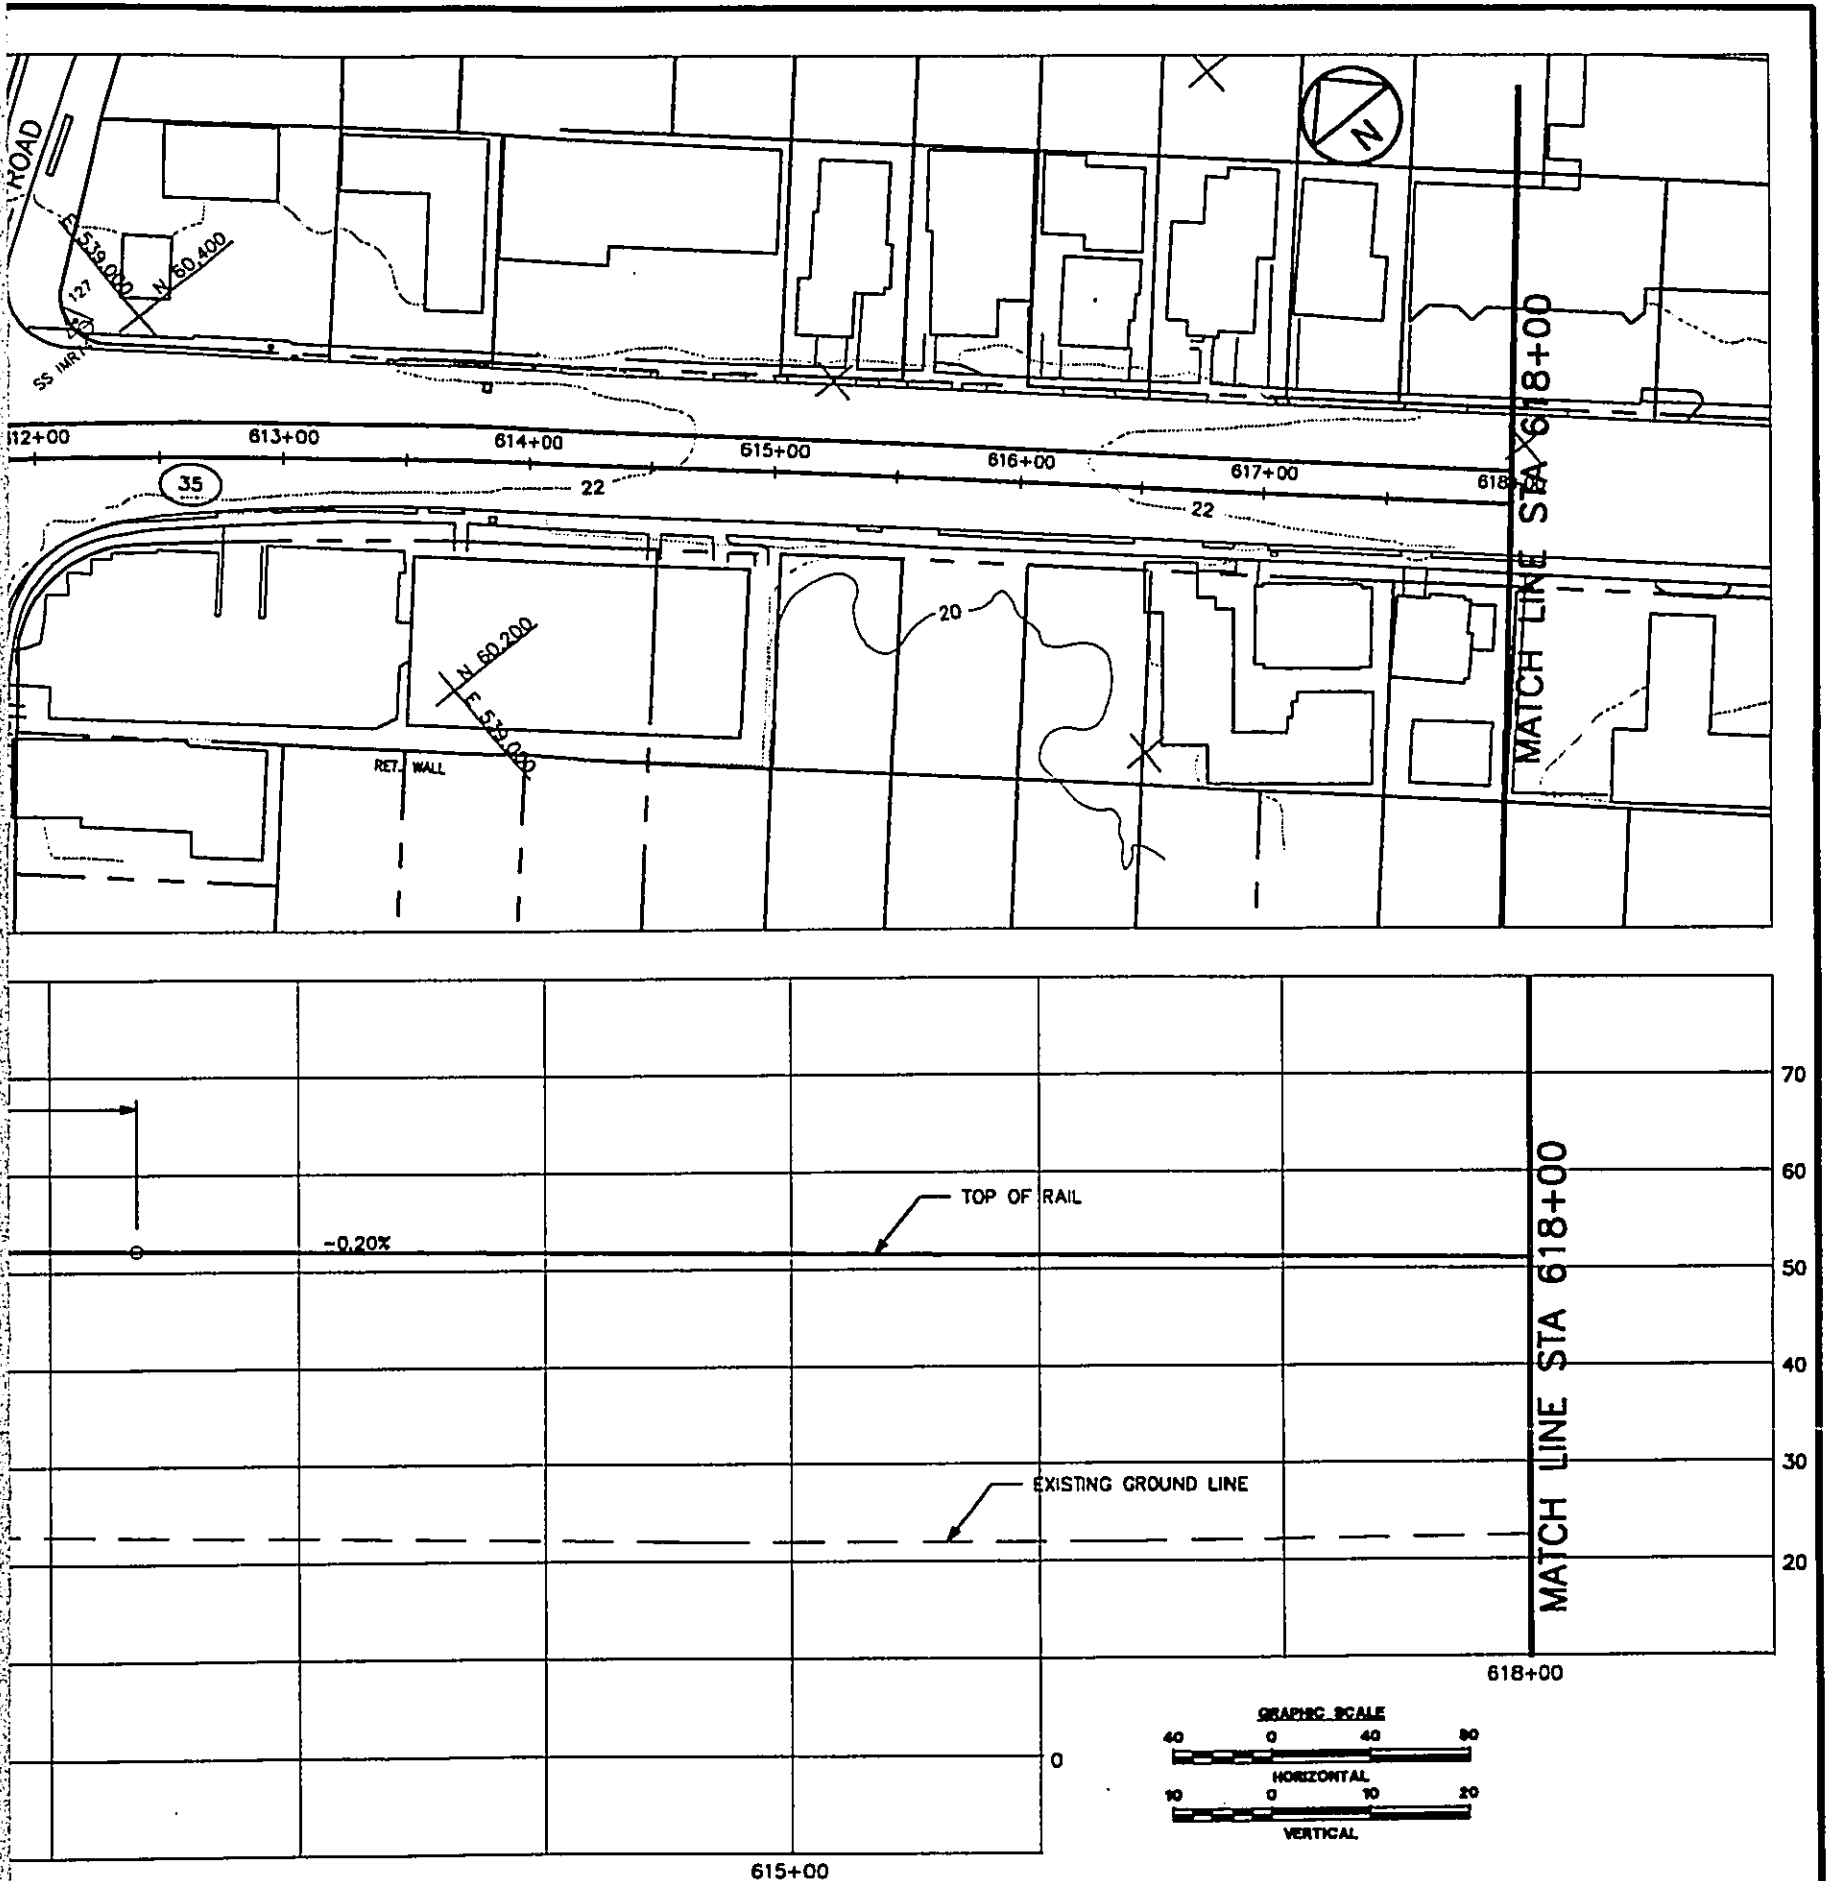 ROAD
E 539,000
N 60,400
127
N
612+00
613+00
614+00
615+00
616+00
617+00
618+00
35
22
22
20
N 60,200
E 539,000
RET. WALL
MATCH LINE STA 618+00
70
60
TOP OF RAIL
-0.20%
50
40
30
EXISTING GROUND LINE
20
MATCH LINE STA 618+00
618+00
GRAPHIC SCALE
40 0 40 80
HORIZONTAL
10 0 10 20
VERTICAL
0
615+00